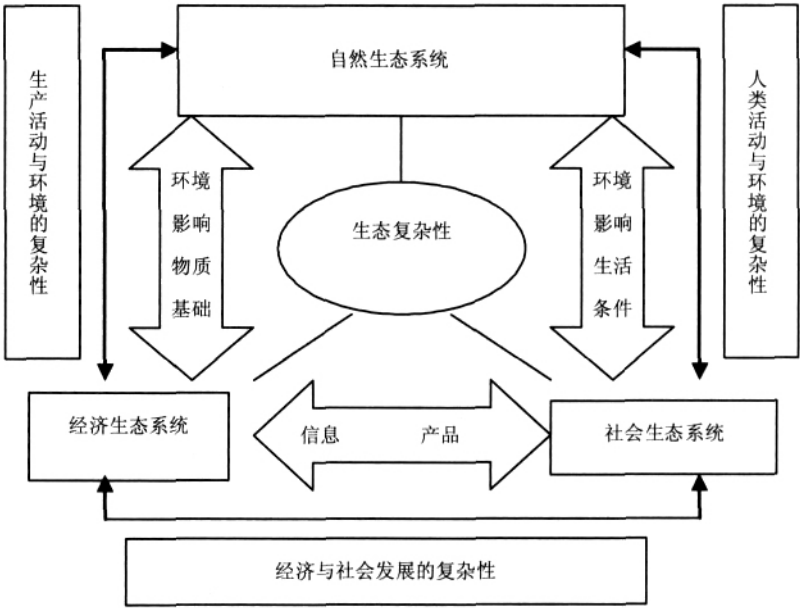 自然生态系统
生产活动与环境的复杂性
人类活动与环境的复杂性
环境
影响
物质
基础
生态复杂性
环境
影响
生活
条件
经济生态系统
信息 产品
社会生态系统
经济与社会发展的复杂性